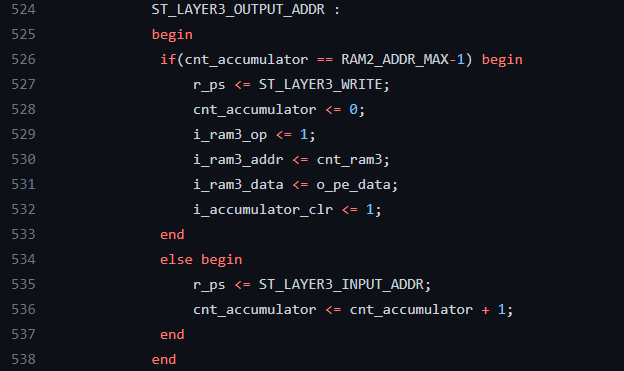 524 ST_LAYER3_OUTPUT_ADDR :
525 begin
526 if(cnt_accumulator == RAM2_ADDR_MAX-1) begin
527 r_ps <= ST_LAYER3_WRITE;
528 cnt_accumulator <= 0;
529 i_ram3_op <= 1;
530 i_ram3_addr <= cnt_ram3;
531 i_ram3_data <= o_pe_data;
532 i_accumulator_clr <= 1;
533 end
534 else begin
535 r_ps <= ST_LAYER3_INPUT_ADDR;
536 cnt_accumulator <= cnt_accumulator + 1;
537 end
538 end